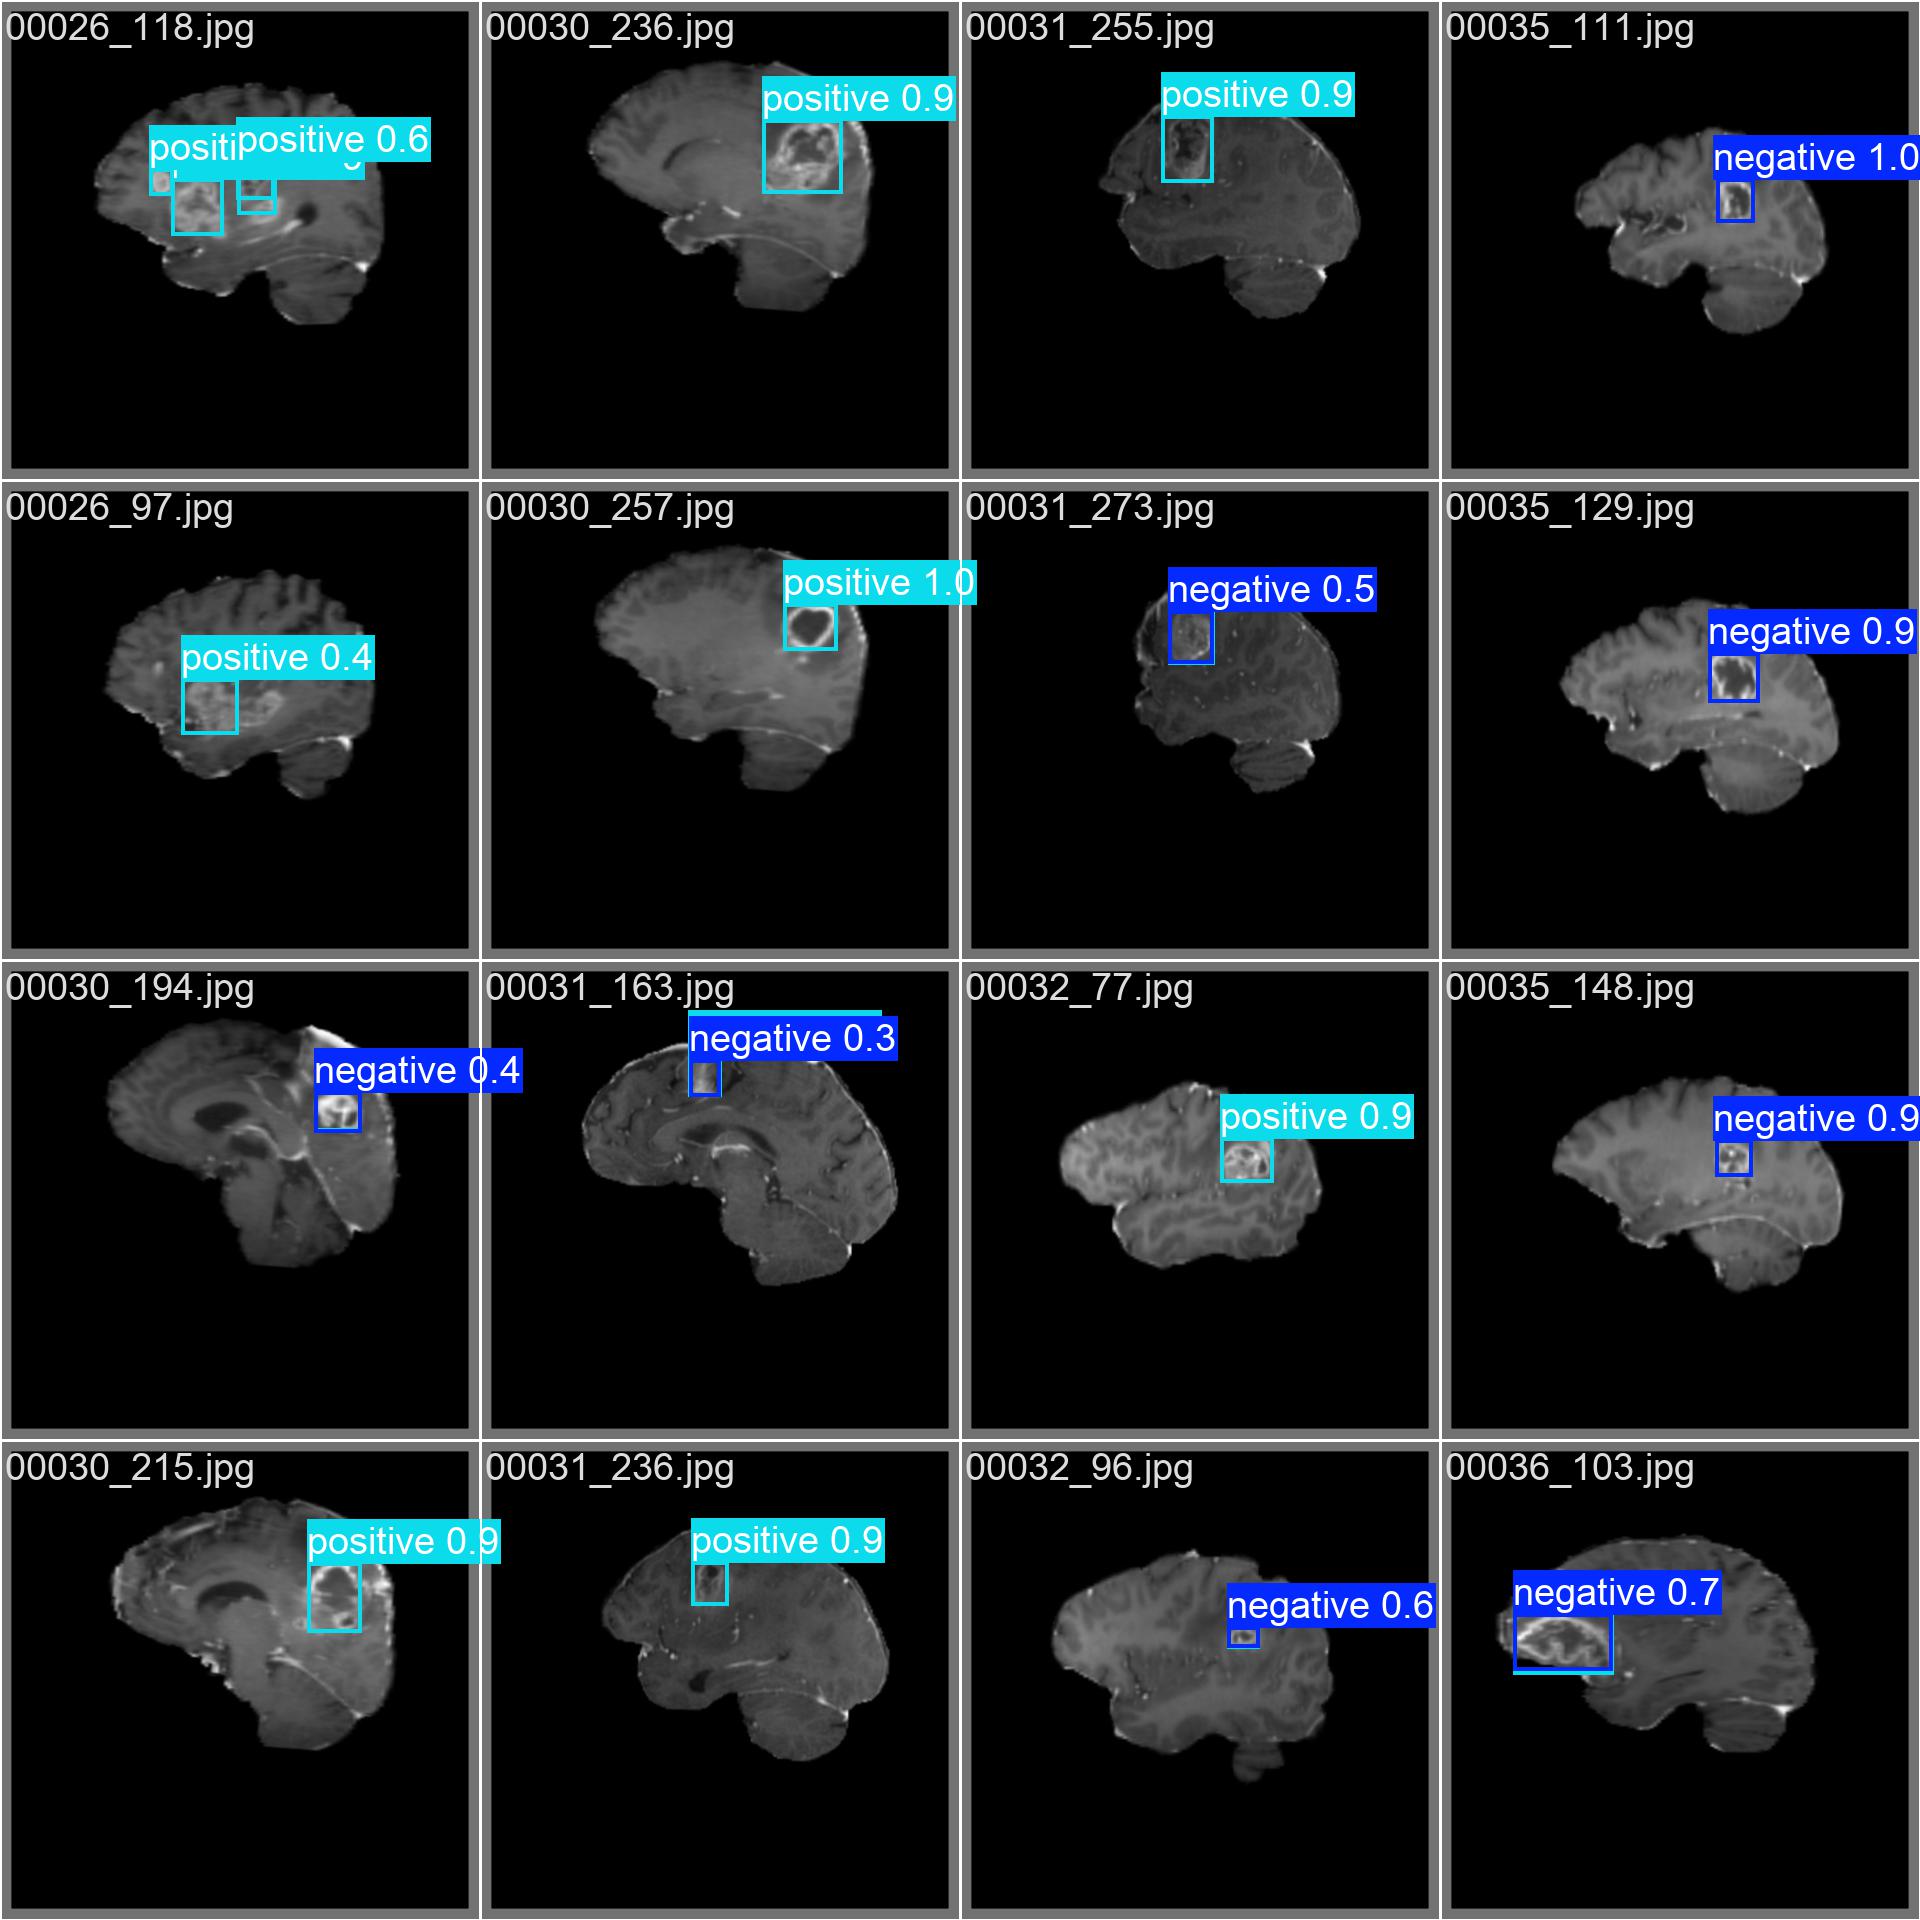 00026_118.jpg
positi
positive 0.6
00030_236.jpg
positive 0.9
00031_255.jpg
positive 0.9
00035_111.jpg
negative 1.0
00026_97.jpg
positive 0.4
00030_257.jpg
positive 1.0
00031_273.jpg
negative 0.5
00035_129.jpg
negative 0.9
00030_194.jpg
negative 0.4
00031_163.jpg
negative 0.3
00032_77.jpg
positive 0.9
00035_148.jpg
negative 0.9
00030_215.jpg
positive 0.9
00031_236.jpg
positive 0.9
00032_96.jpg
negative 0.6
00036_103.jpg
negative 0.7